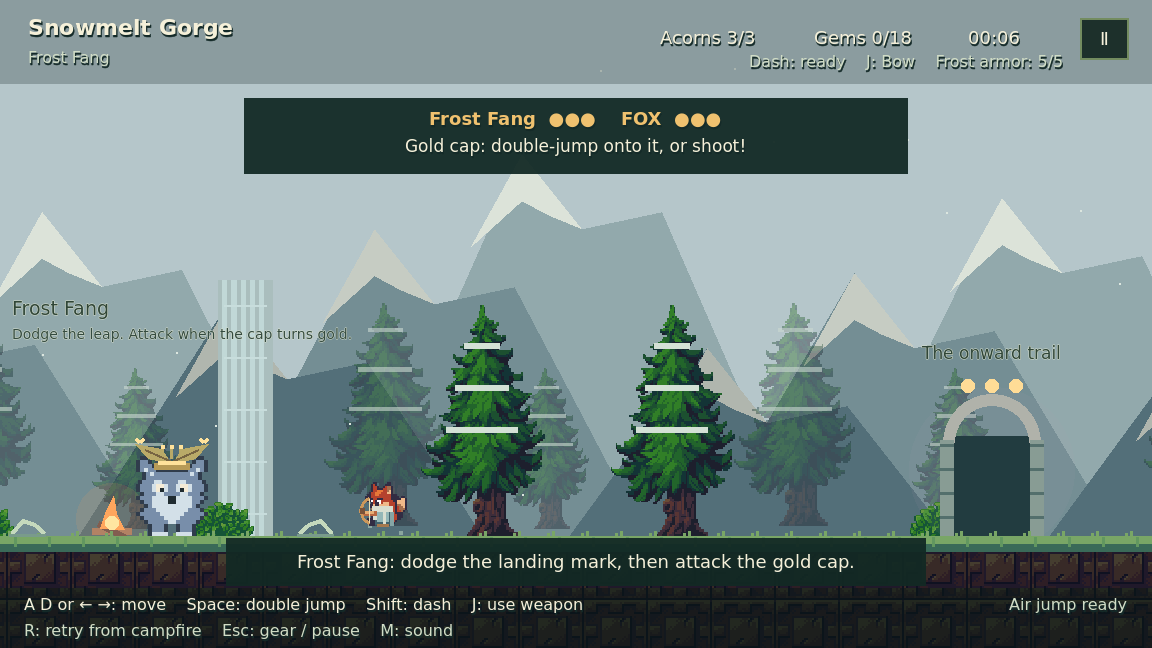 Snowmelt Gorge
Frost Fang
Acorns 3/3 Gems 0/18 00:06
Dash: ready J: Bow Frost armor: 5/5
Frost Fang ●●● FOX ●●●
Gold cap: double-jump onto it, or shoot!
Frost Fang
Dodge the leap. Attack when the cap turns gold.
The onward trail
Frost Fang: dodge the landing mark, then attack the gold cap.
A D or ← →: move Space: double jump Shift: dash J: use weapon
Air jump ready
R: retry from campfire Esc: gear / pause M: sound